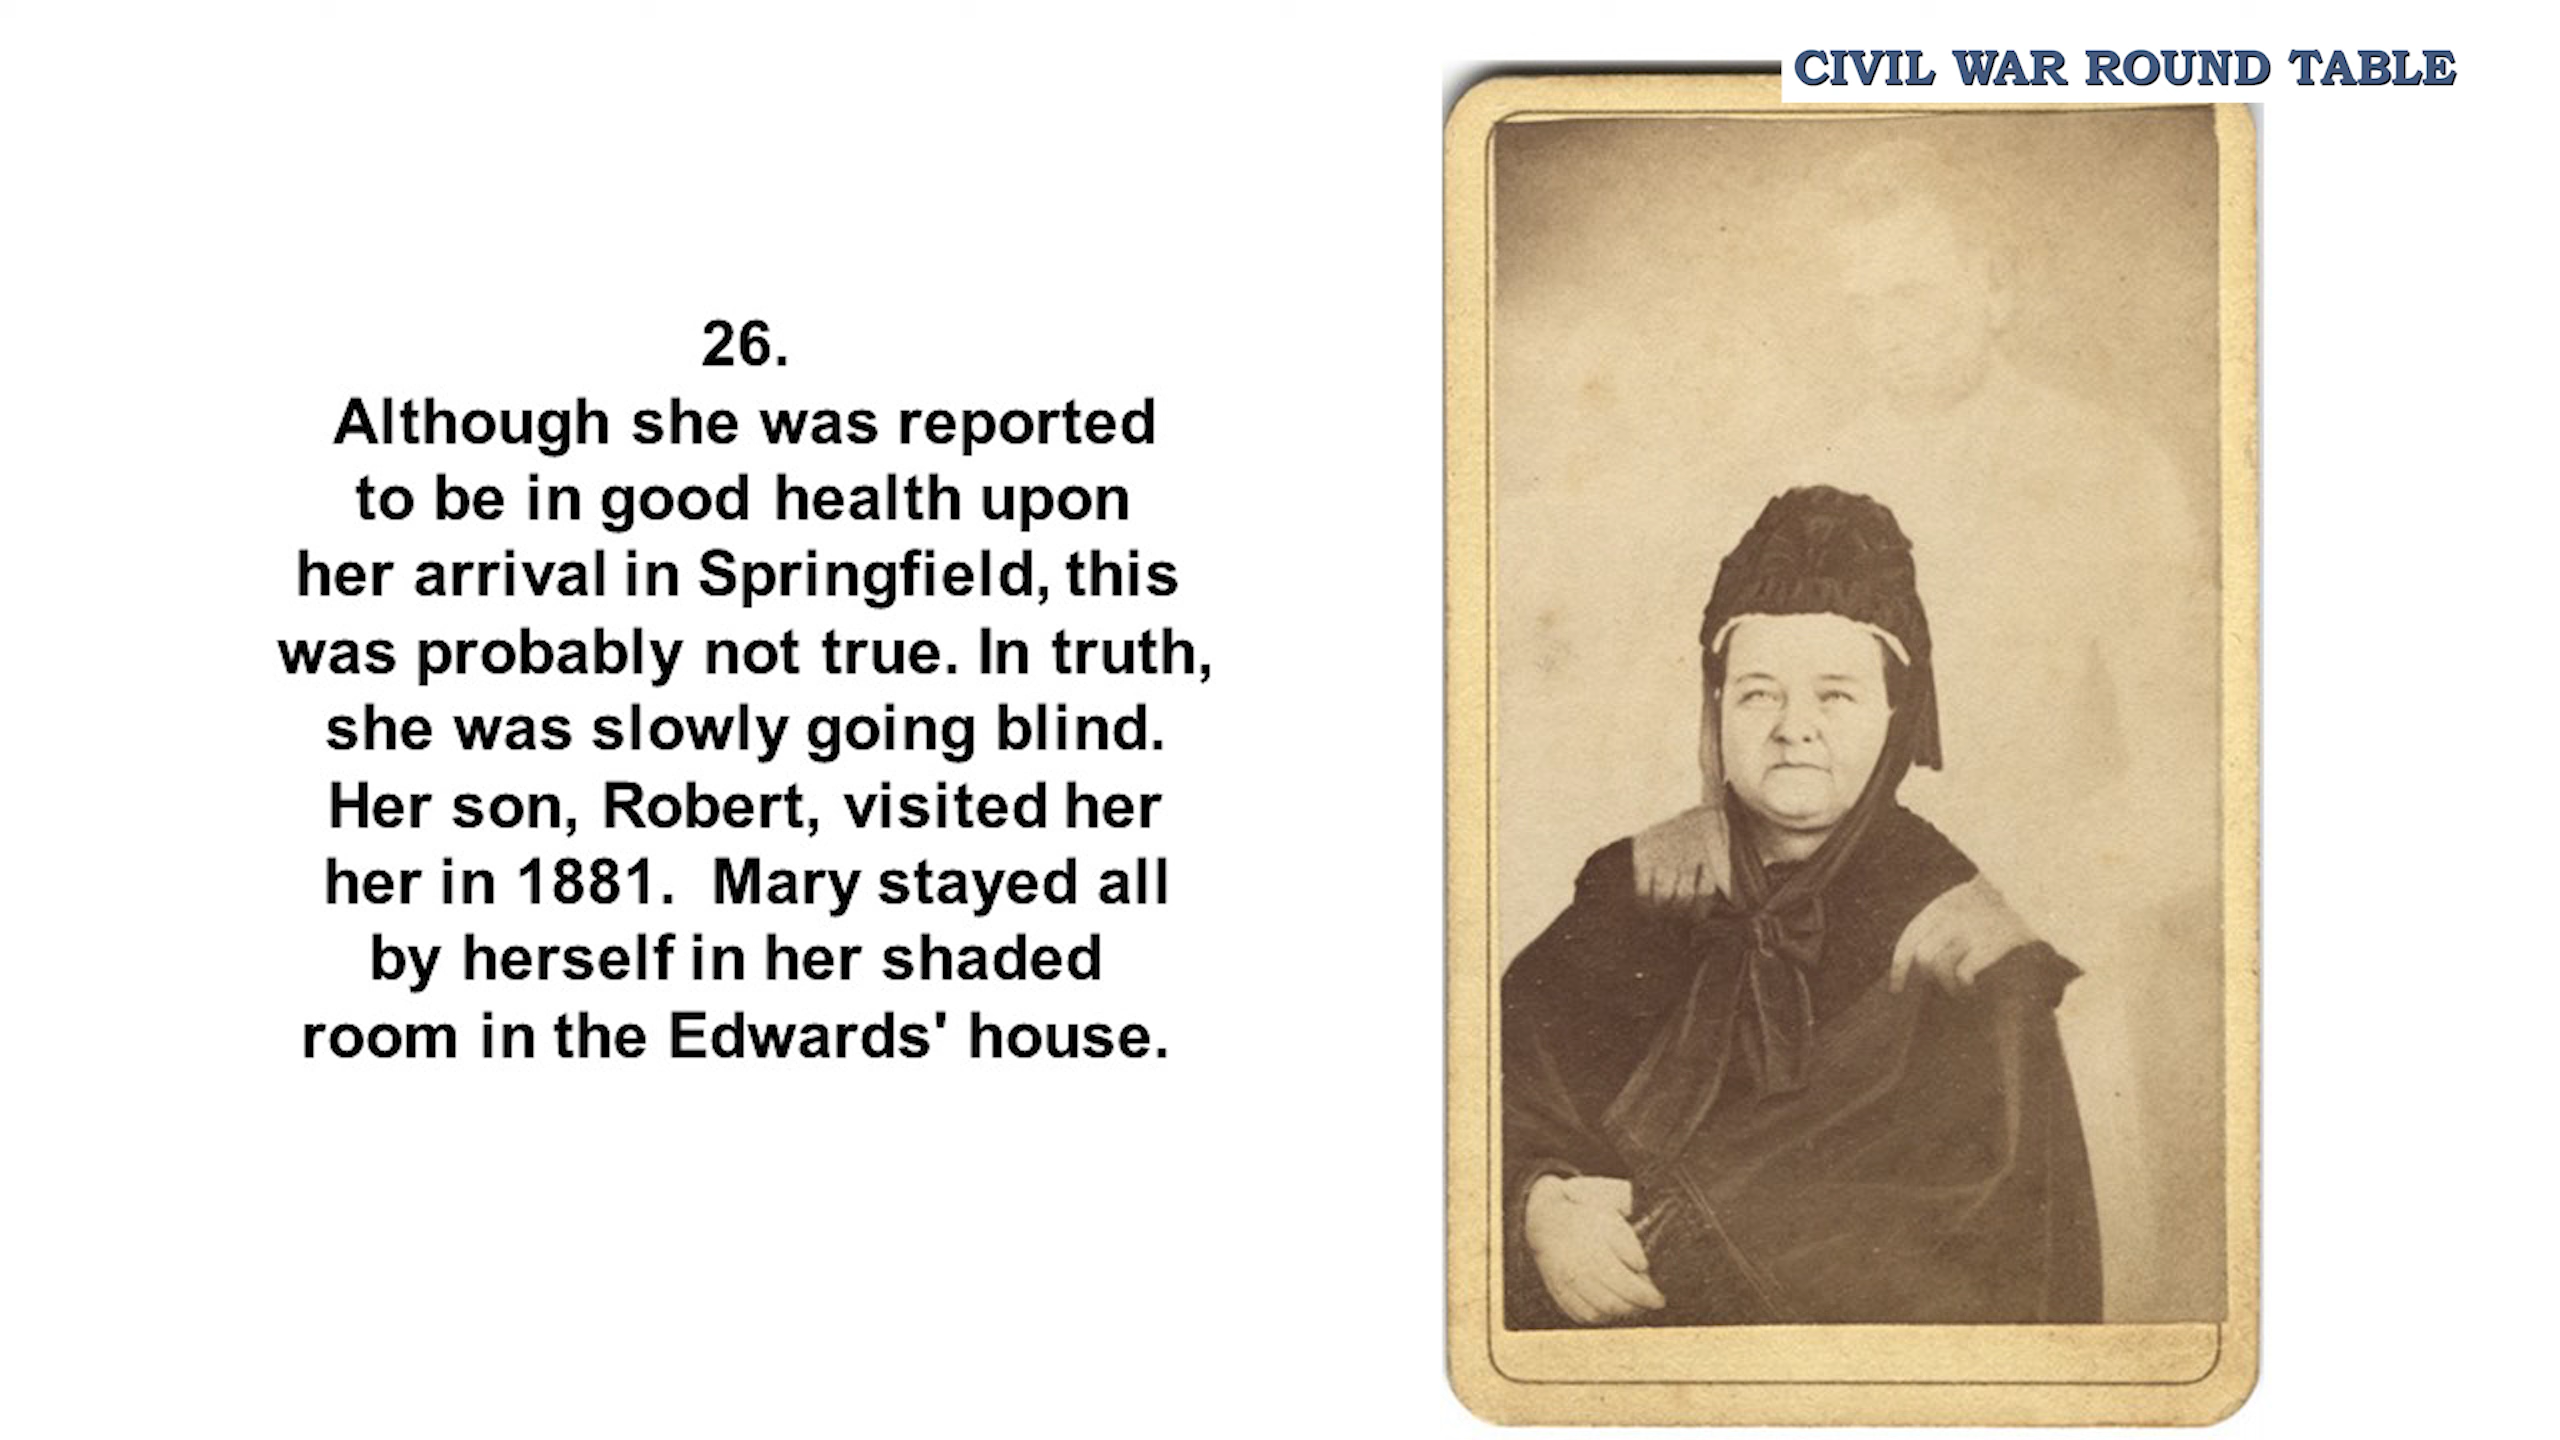 CIVIL WAR ROUND TABLE
26.
Although she was reported
to be in good health upon
her arrival in Springfield, this
was probably not true. In truth,
she was slowly going blind.
Her son, Robert, visited her
her in 1881.  Mary stayed all
by herself in her shaded
room in the Edwards' house.